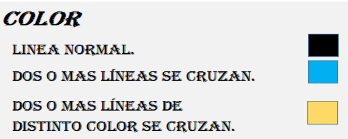 COLOR
LINEA NORMAL.
DOS O MAS LÍNEAS SE CRUZAN.
DOS O MAS LÍNEAS DE
DISTINTO COLOR SE CRUZAN.